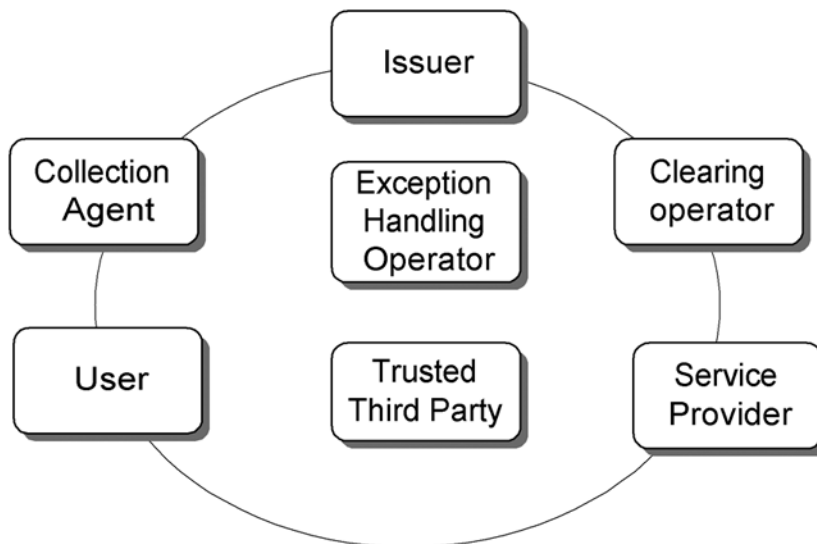 Issuer
Collection
Agent
Exception
Handling
Operator
Clearing
operator
User
Trusted
Third Party
Service
Provider